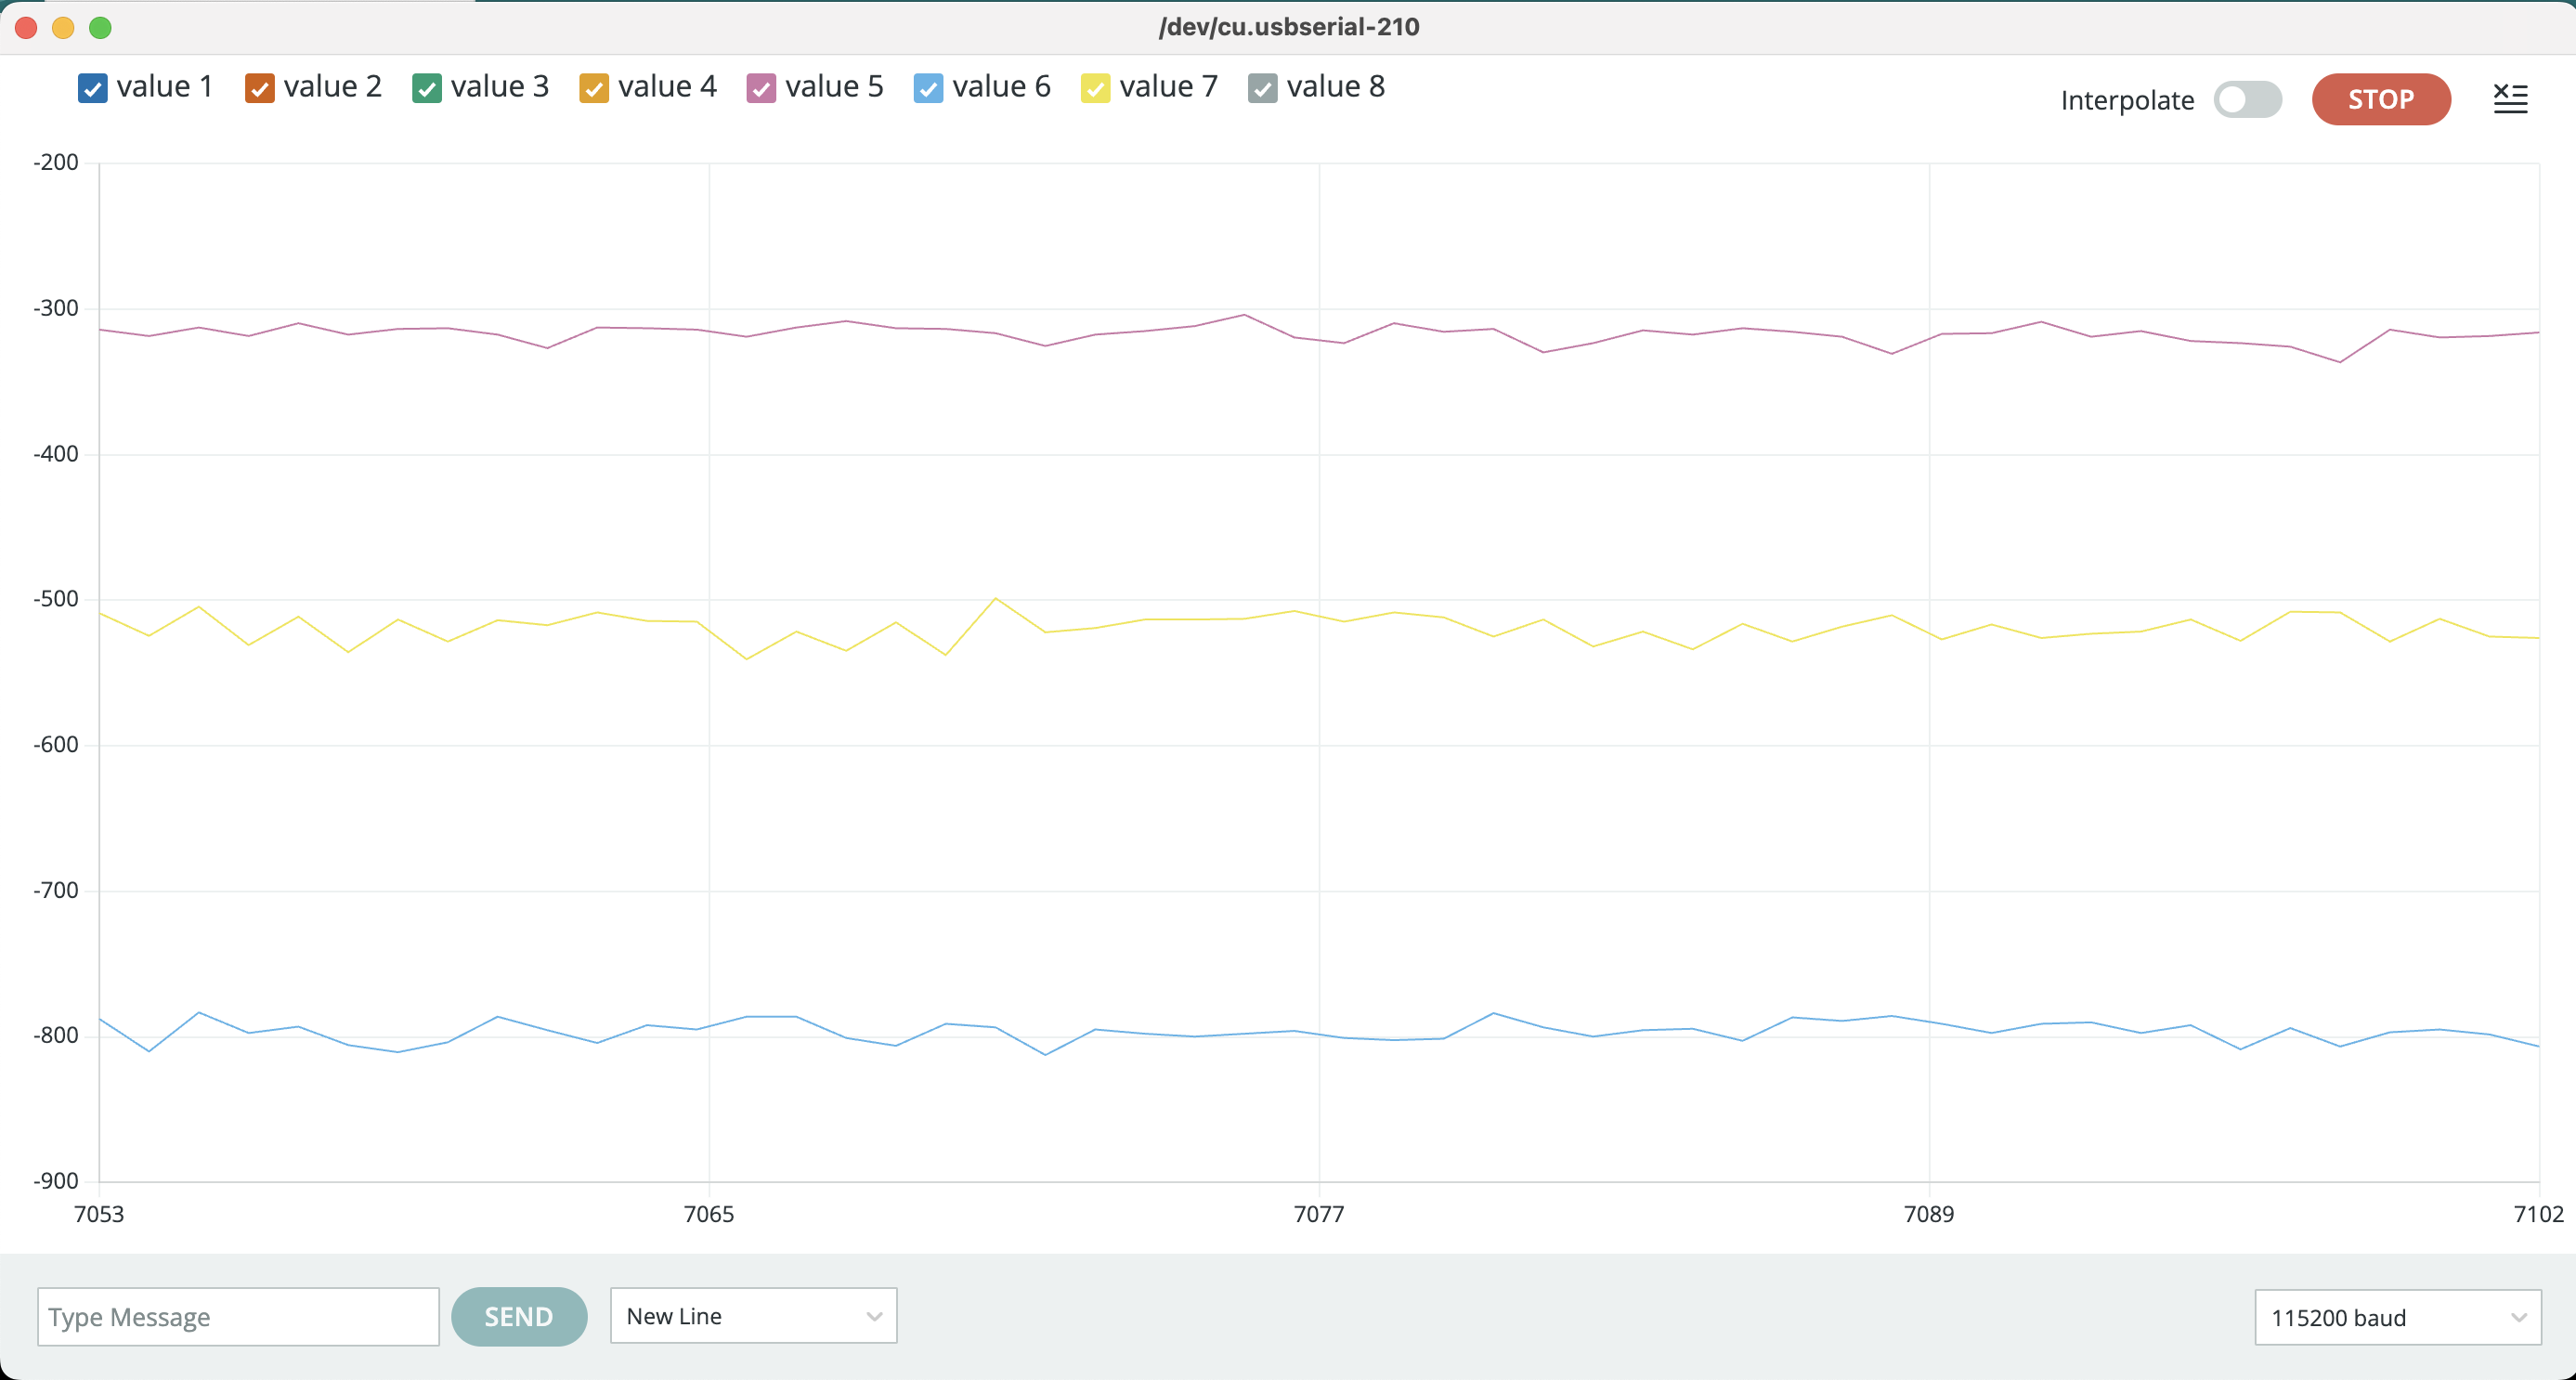 /dev/cu.usbserial-210
value 1 value 2 value 3 value 4 value 5 value 6 value 7 value 8
Interpolate STOP
-200
-300
-400
-500
-600
-700
-800
-900
7053 7065 7077 7089 7102
Type Message SEND New Line 115200 baud